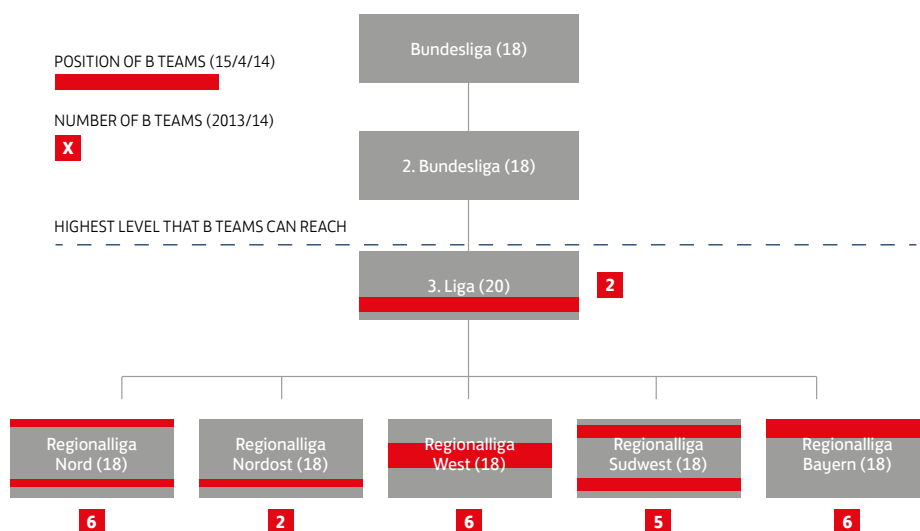 Bundesliga (18)
POSITION OF B TEAMS (15/4/14)
NUMBER OF B TEAMS (2013/14)
X
2. Bundesliga (18)
HIGHEST LEVEL THAT B TEAMS CAN REACH
3. Liga (20)
2
Regionalliga
Nord (18)
Regionalliga
Nordost (18)
Regionalliga
West (18)
Regionalliga
Sudwest (18)
Regionalliga
Bayern (18)
6
2
6
5
6